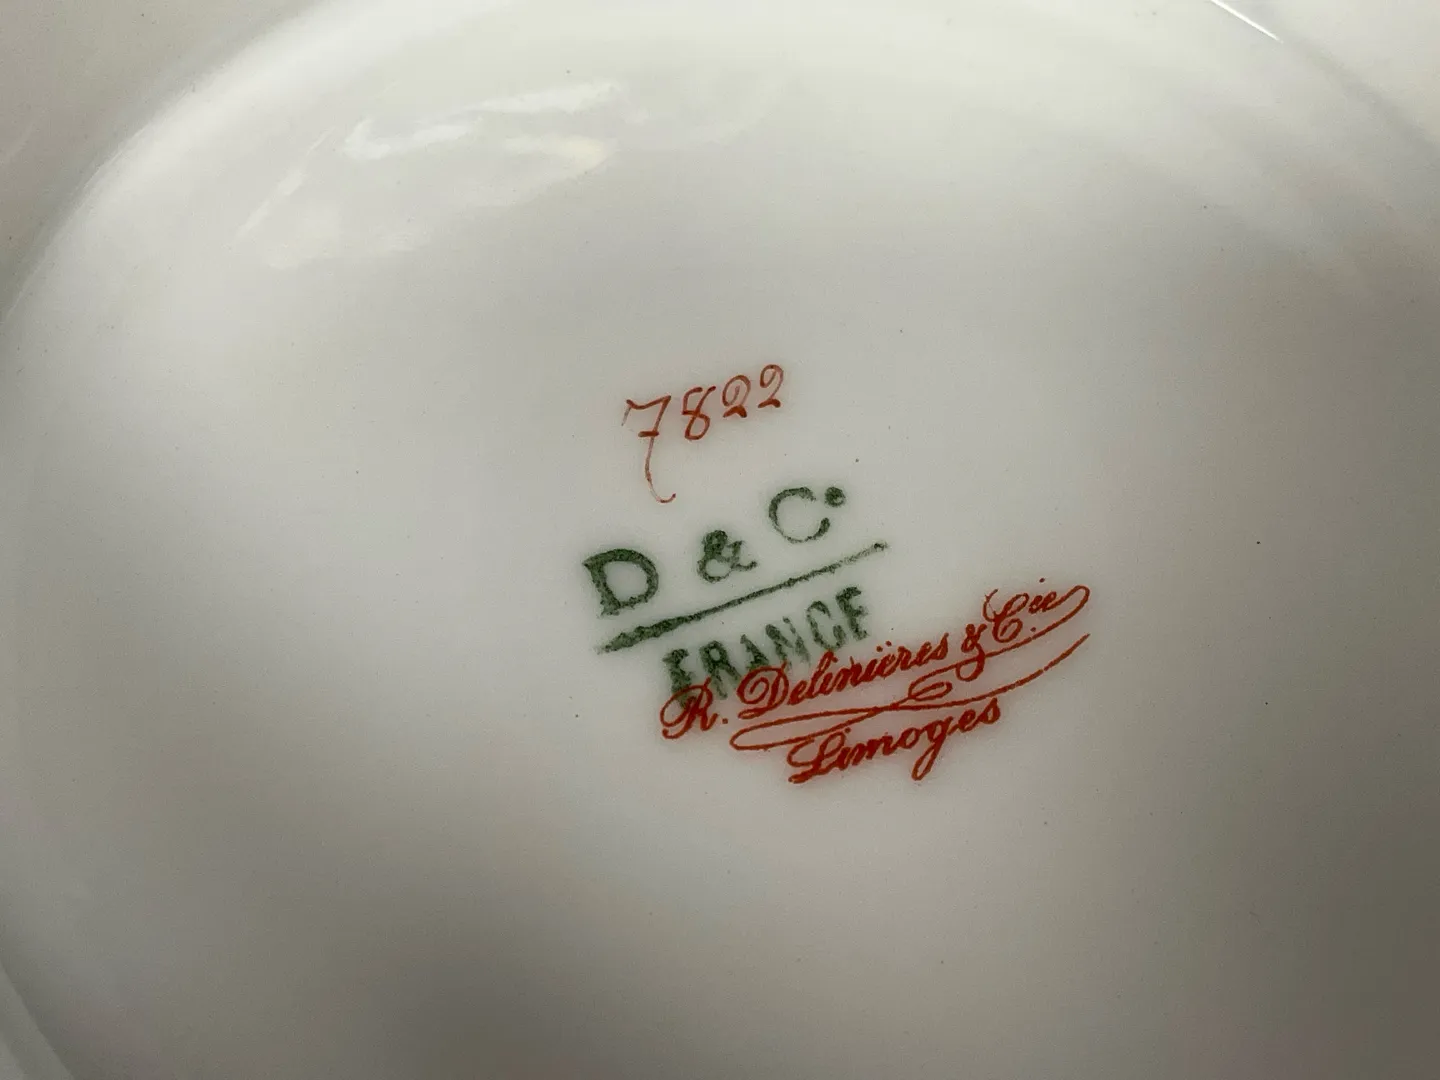 7822
D & Co
FRANCE
R. Delinières & Cie
Limoges